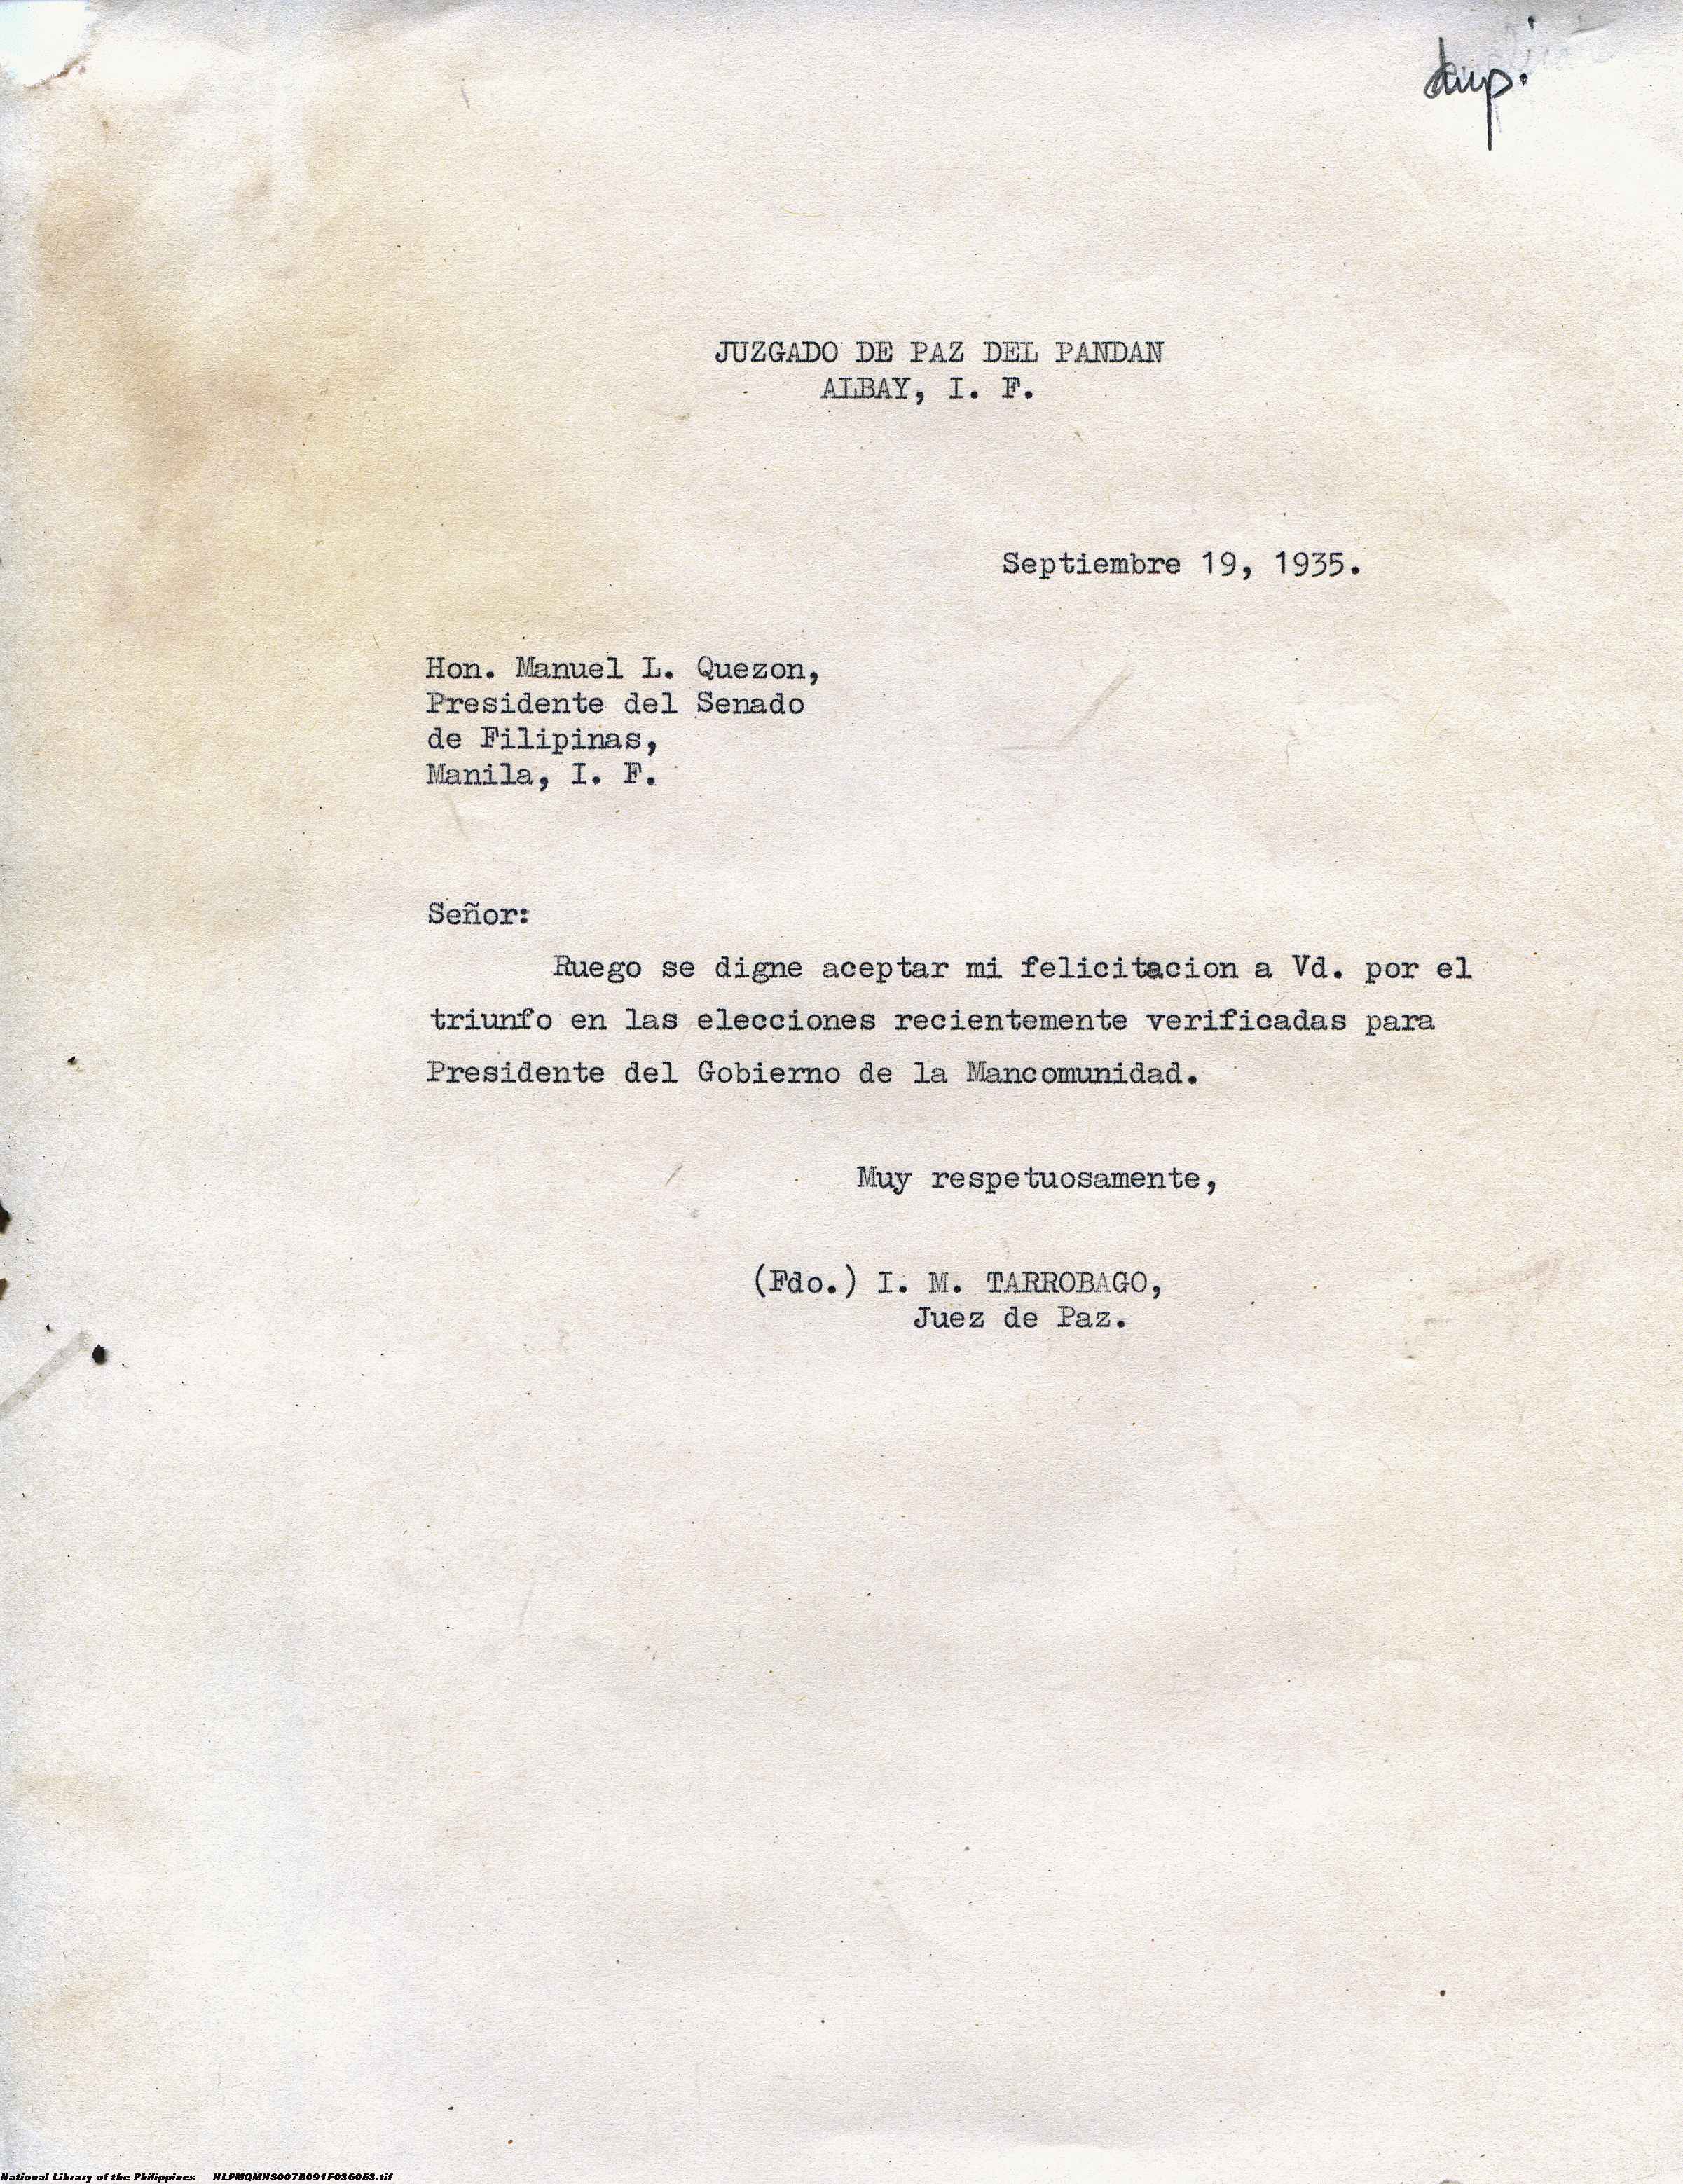 dup.
JUZGADO DE PAZ DEL PANDAN
ALBAY, I. F.
Septiembre 19, 1935.
Hon. Manuel L. Quezon,
Presidente del Senado
de Filipinas,
Manila, I. F.
Señor:
Ruego se digne aceptar mi felicitacion a Vd. por el
triunfo en las elecciones recientemente verificadas para
Presidente del Gobierno de la Mancomunidad.
Muy respetuosamente,
(Fdo.) I. M. TARROBAGO,
Juez de Paz.
National Library of the Philippines NLPMQMNS007B091F036053.tif